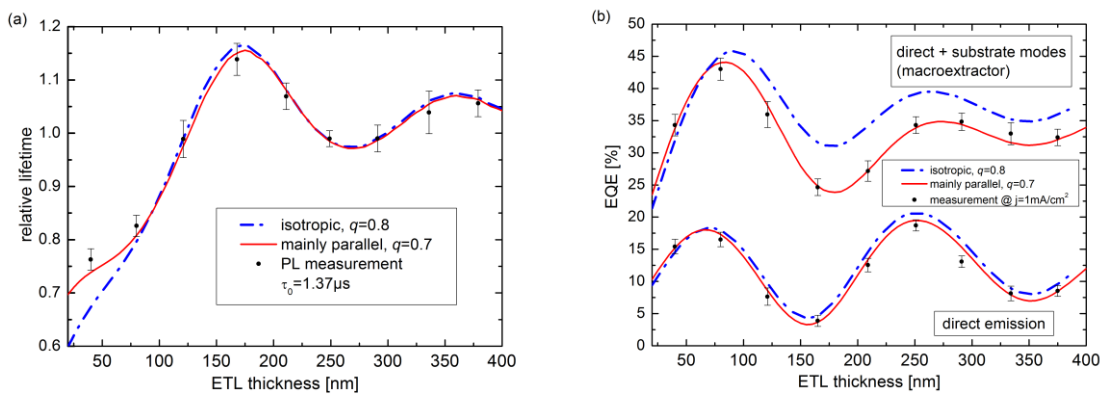 (a)
1.2
1.1
1.0
0.9
0.8
0.7
0.6
relative lifetime
isotropic, q=0.8
mainly parallel, q=0.7
PL measurement
τ0=1.37µs
50 100 150 200 250 300 350 400
ETL thickness [nm]
(b)
50
45
40
35
30
25
20
15
10
5
0
EQE [%]
direct + substrate modes
(macroextractor)
isotropic, q=0.8
mainly parallel, q=0.7
measurement @ j=1mA/cm²
direct emission
50 100 150 200 250 300 350 400
ETL thickness [nm]